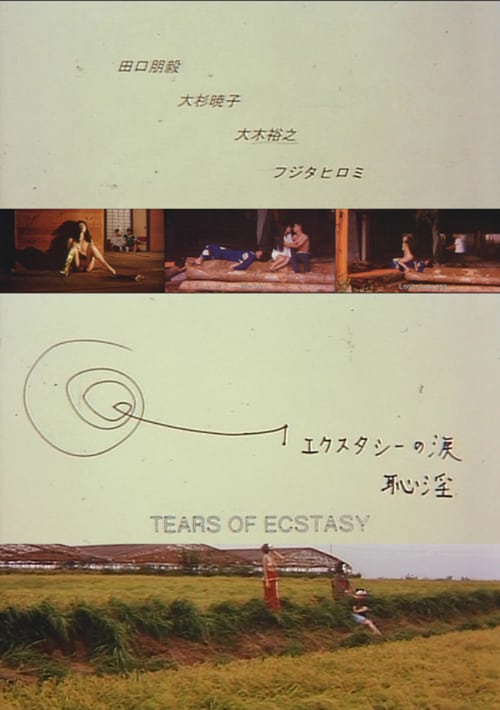 田口朋毅
大杉暁子
大木裕之
フジタヒロミ
エクスタシーの涙
恥淫
TEARS OF ECSTASY